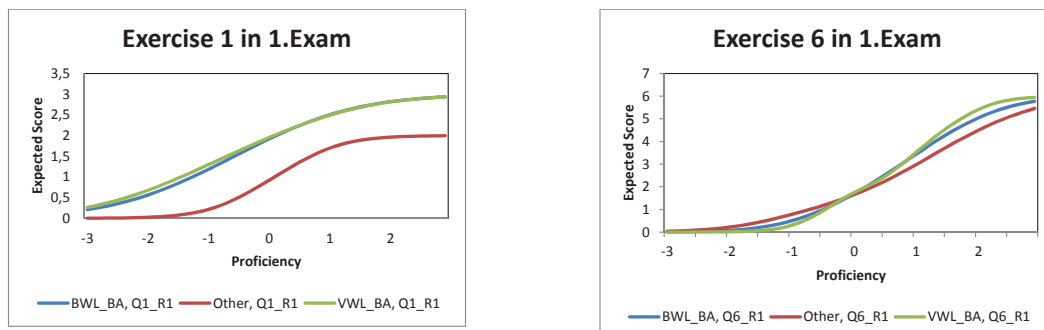 Exercise 1 in 1.Exam
3,5
3
2,5
2
1,5
1
0,5
0
Expected Score
-3
-2
-1
0
1
2
Proficiency
BWL_BA, Q1_R1
Other, Q1_R1
VWL_BA, Q1_R1
Exercise 6 in 1.Exam
7
6
5
4
3
2
1
0
Expected Score
-3
-2
-1
0
1
2
Proficiency
BWL_BA, Q6_R1
Other, Q6_R1
VWL_BA, Q6_R1